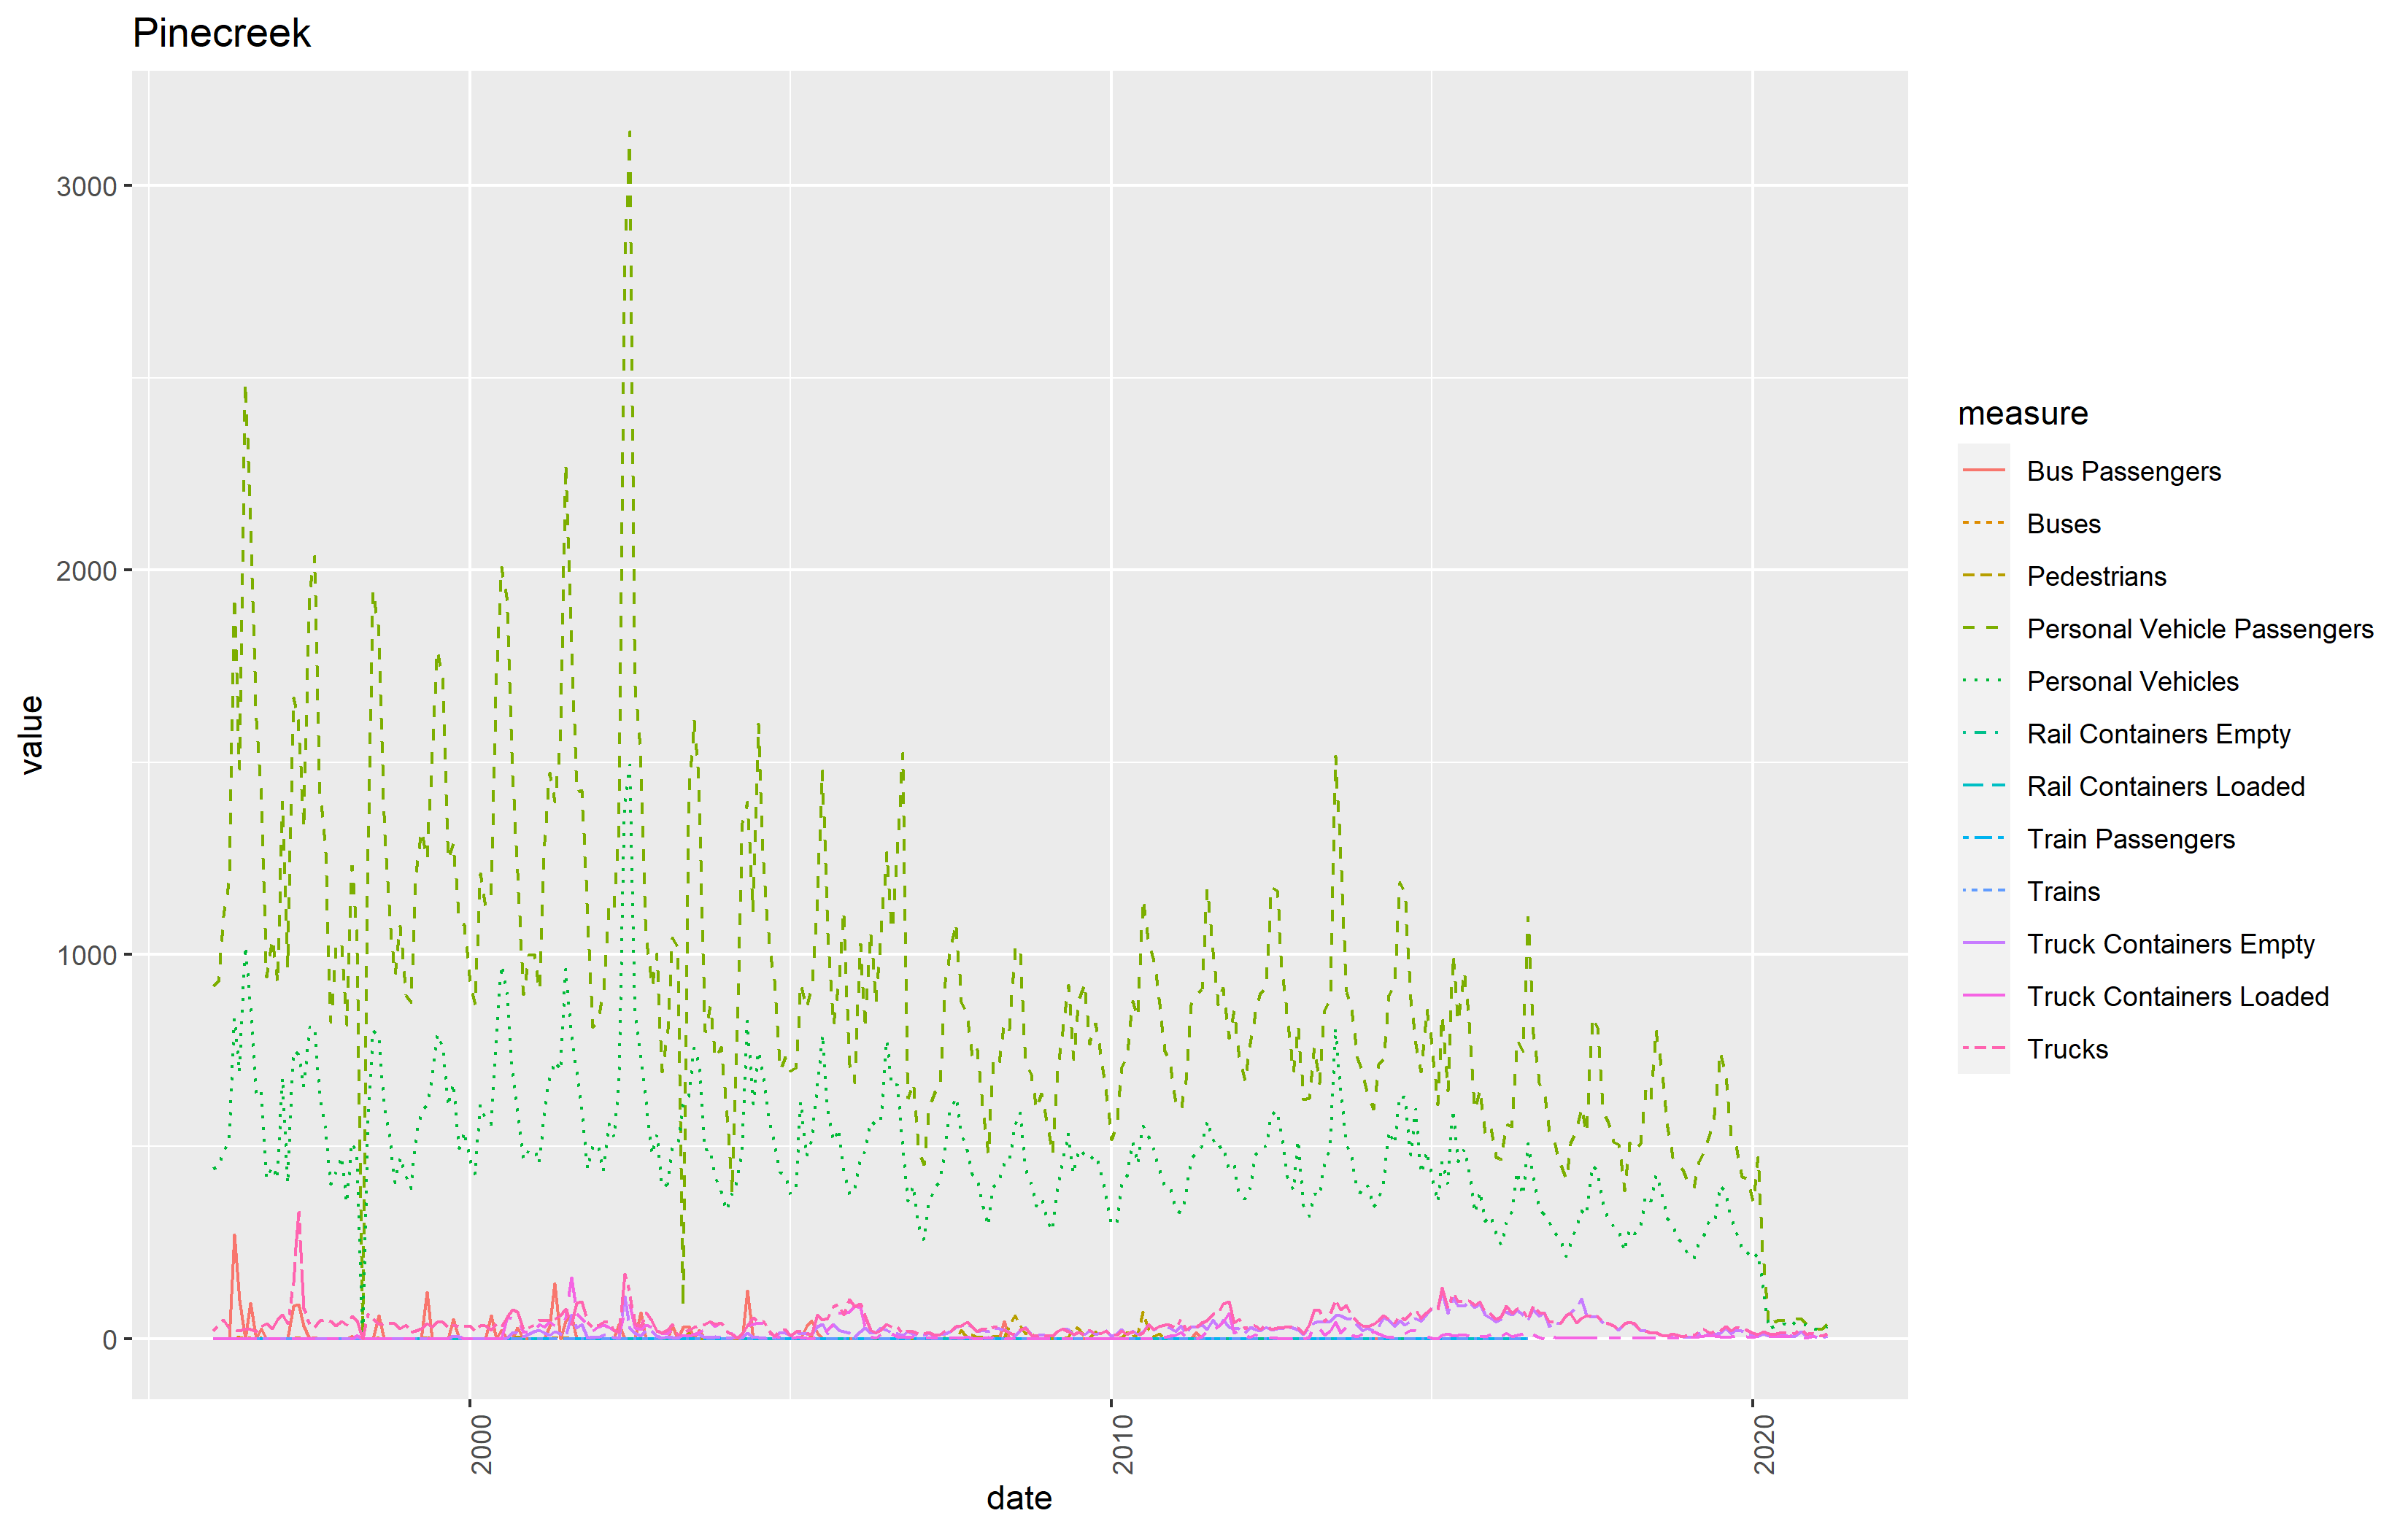 Pinecreek
3000
2000
1000
0
value
2000
2010
2020
date
measure
Bus Passengers
Buses
Pedestrians
Personal Vehicle Passengers
Personal Vehicles
Rail Containers Empty
Rail Containers Loaded
Train Passengers
Trains
Truck Containers Empty
Truck Containers Loaded
Trucks